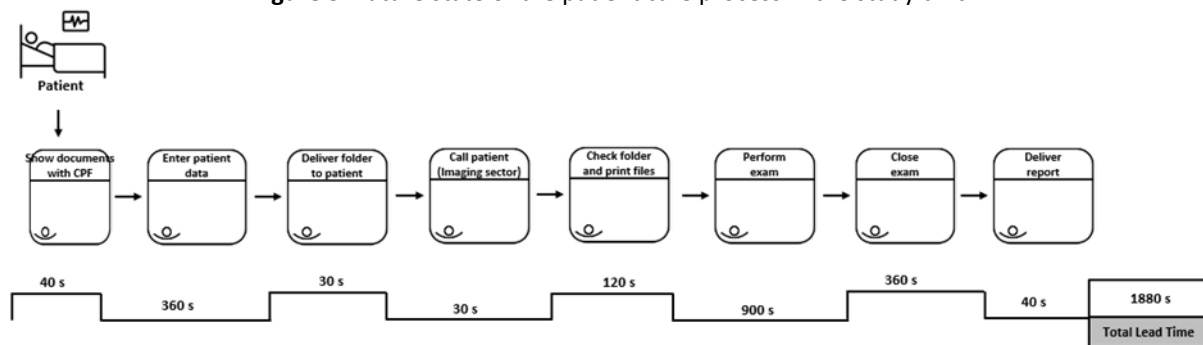 Patient
Show documents
with CPF
Enter patient
data
Deliver folder
to patient
Call patient
(Imaging sector)
Check folder
and print files
Perform
exam
Close
exam
Deliver
report
40 s
360 s
30 s
30 s
120 s
900 s
360 s
40 s
1880 s
Total Lead Time